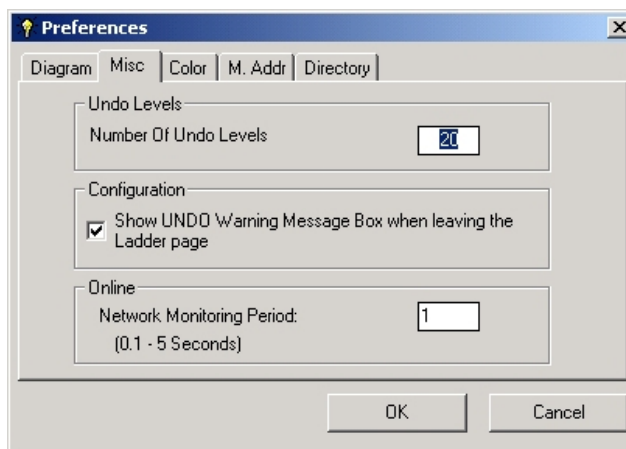 Preferences
Diagram Misc Color M. Addr Directory
Undo Levels
Number Of Undo Levels 20
Configuration
Show UNDO Warning Message Box when leaving the
Ladder page
Online
Network Monitoring Period: 1
(0.1 - 5 Seconds)
OK Cancel